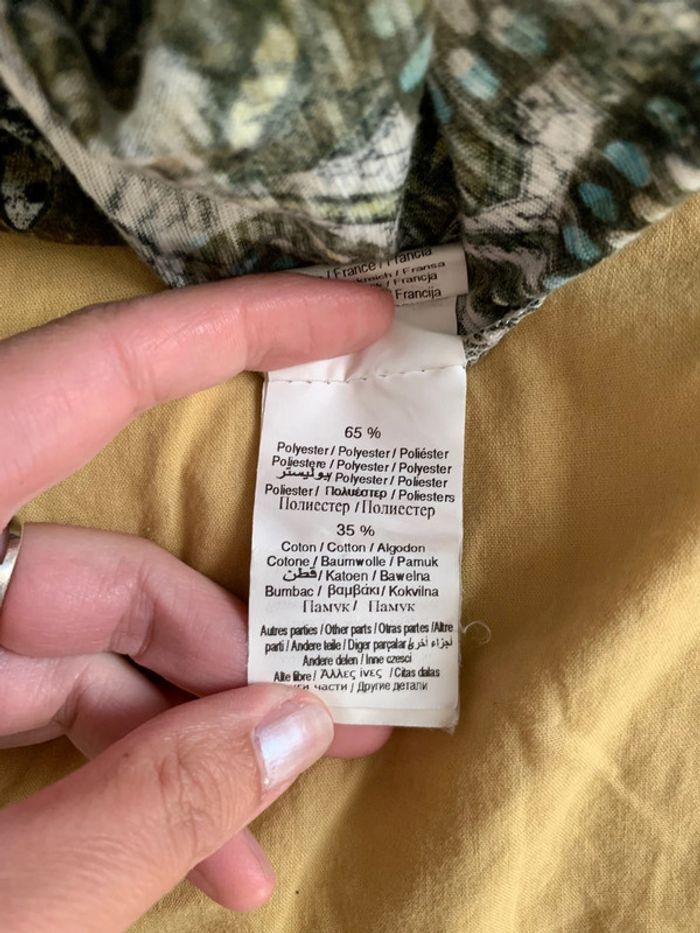 / France / Francia
/ Fransa
/ Francja
Francija
65 %
Polyester / Polyester / Poliéster
Poliestere / Polyester / Polyester
بوليستر / Polyester / Poliester
Poliester / Πολυέστερ / Poliesters
Полиестер / Полиестер
35 %
Coton / Cotton / Algodon
Cotone / Baumwolle / Pamuk
قطن / Katoen / Bawelna
Bumbac / βαμβάκι / Kokvilna
Памук / Памук
Autres parties / Other parts / Otras partes / Altre
parti / Andere teile / Diger parçalar / أجزاء أخرى
Andere delen / Inne czesci
Alte fibre / Άλλες ίνες / Citas dalas
части / Другие детали